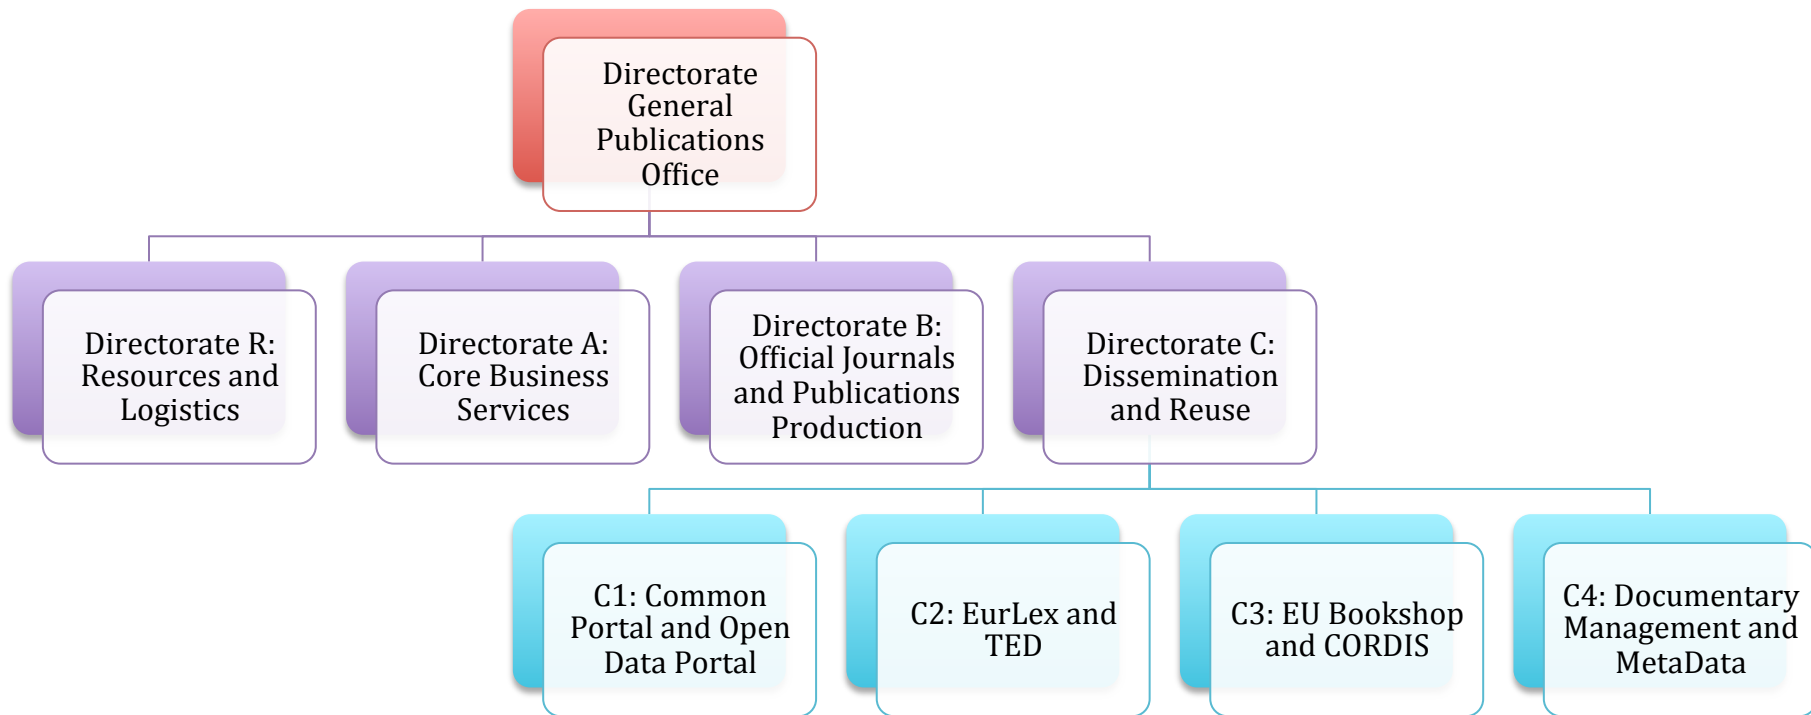 Directorate
General
Publications
Office
Directorate R:
Resources and
Logistics
Directorate A:
Core Business
Services
Directorate B:
Official Journals
and Publications
Production
Directorate C:
Dissemination
and Reuse
C1: Common
Portal and Open
Data Portal
C2: EurLex and
TED
C3: EU Bookshop
and CORDIS
C4: Documentary
Management and
MetaData